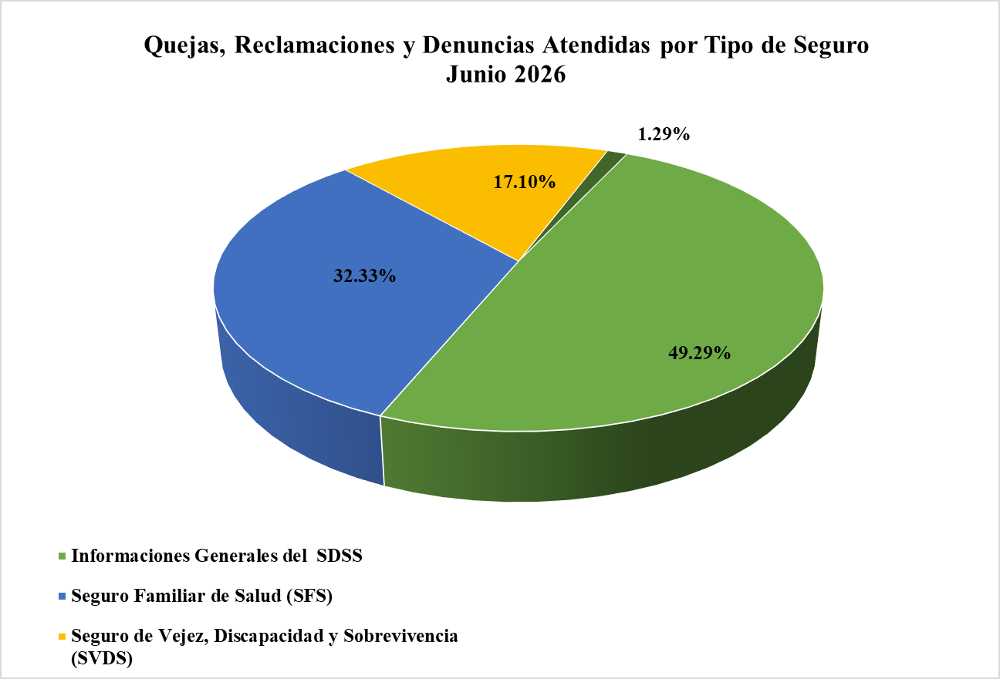 Quejas, Reclamaciones y Denuncias Atendidas por Tipo de Seguro
Junio 2026
1.29%
17.10%
32.33%
49.29%
Informaciones Generales del SDSS
Seguro Familiar de Salud (SFS)
Seguro de Vejez, Discapacidad y Sobrevivencia
(SVDS)